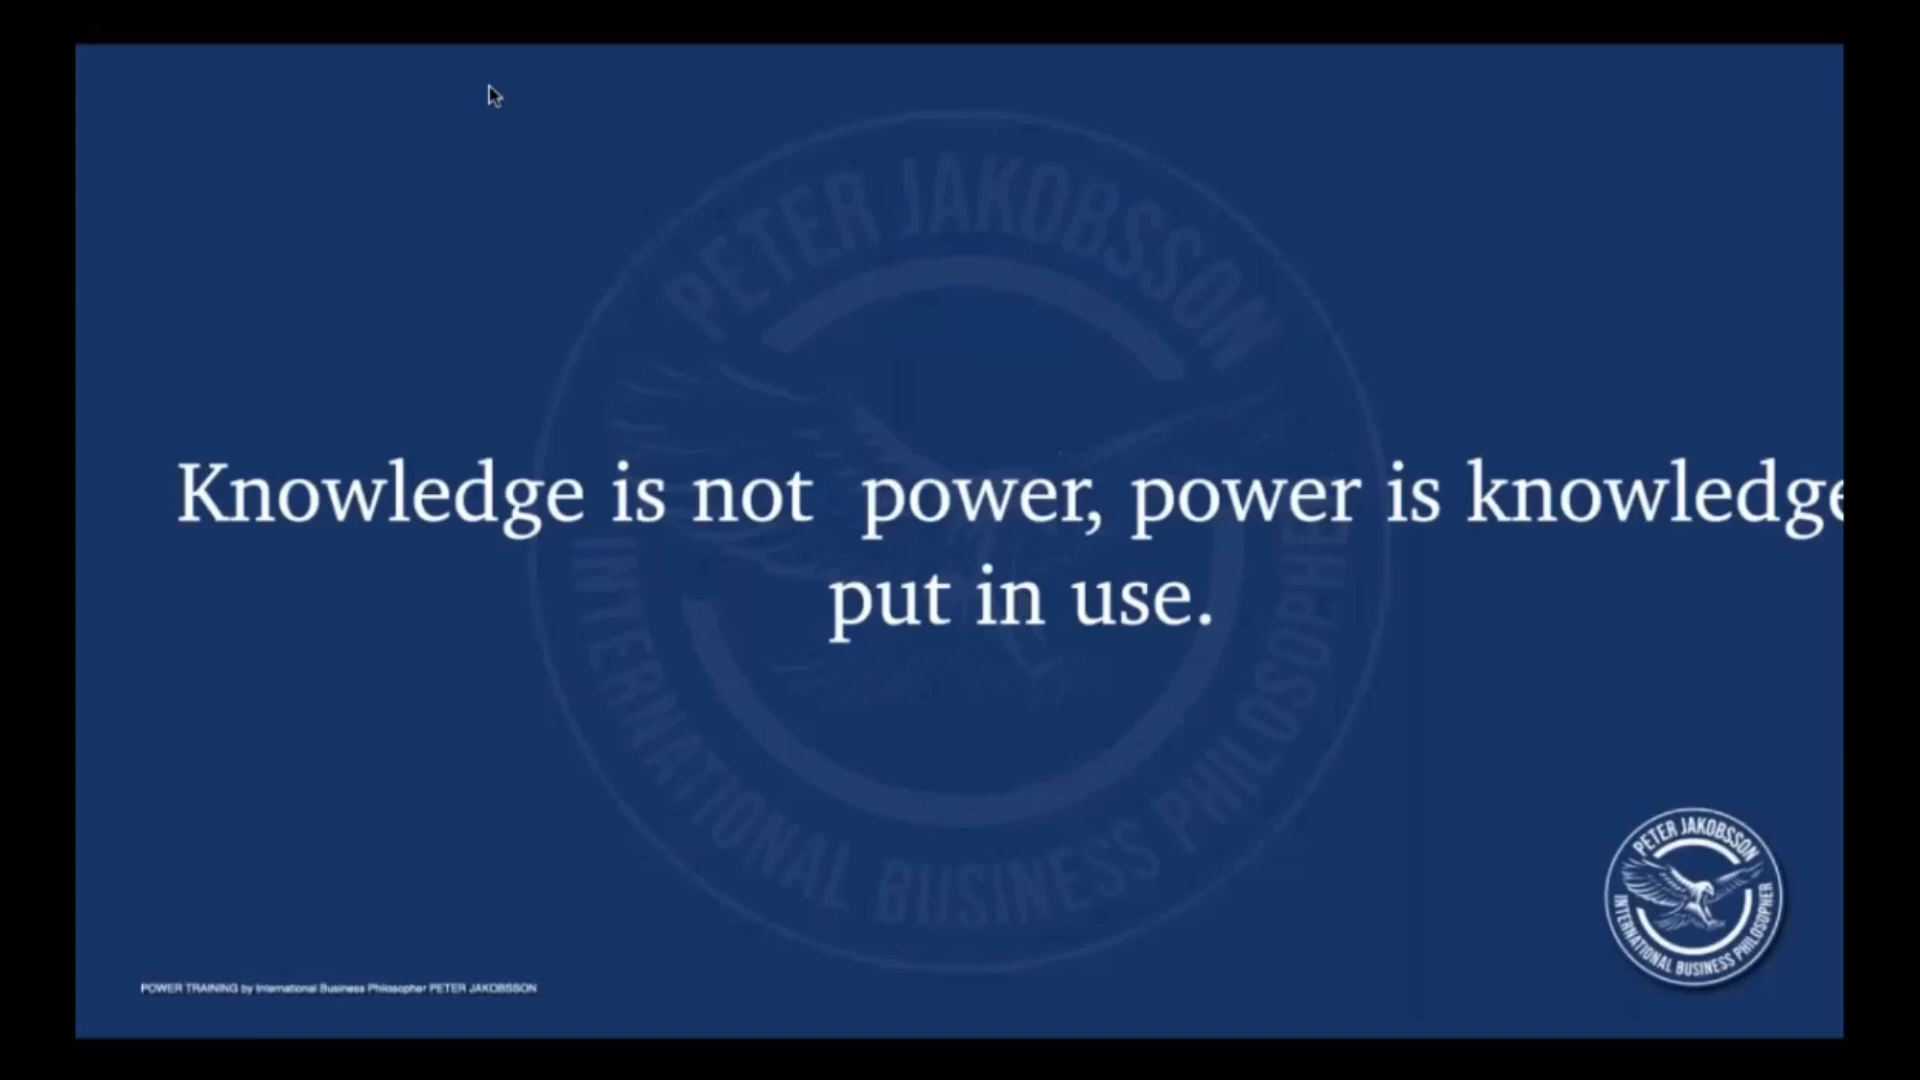 PETER JAKOBSSON
Knowledge is not power, power is knowledge
put in use.
INTERNATIONAL BUSINESS PHILOSOPHER
PETER JAKOBSSON
INTERNATIONAL BUSINESS PHILOSOPHER
POWER TRAINING by International Business Philosopher PETER JAKOBSSON